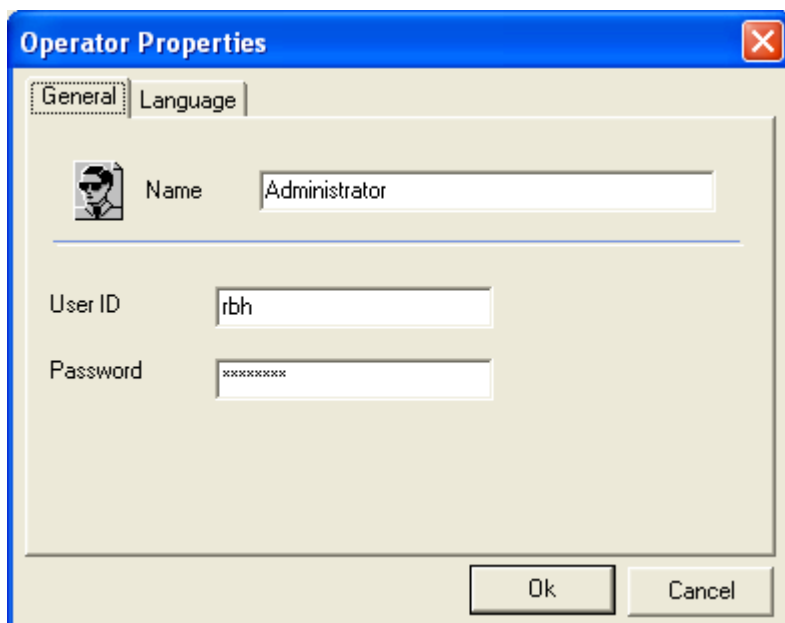 Operator Properties
General Language
Name Administrator
User ID rbh
Password ********
Ok Cancel